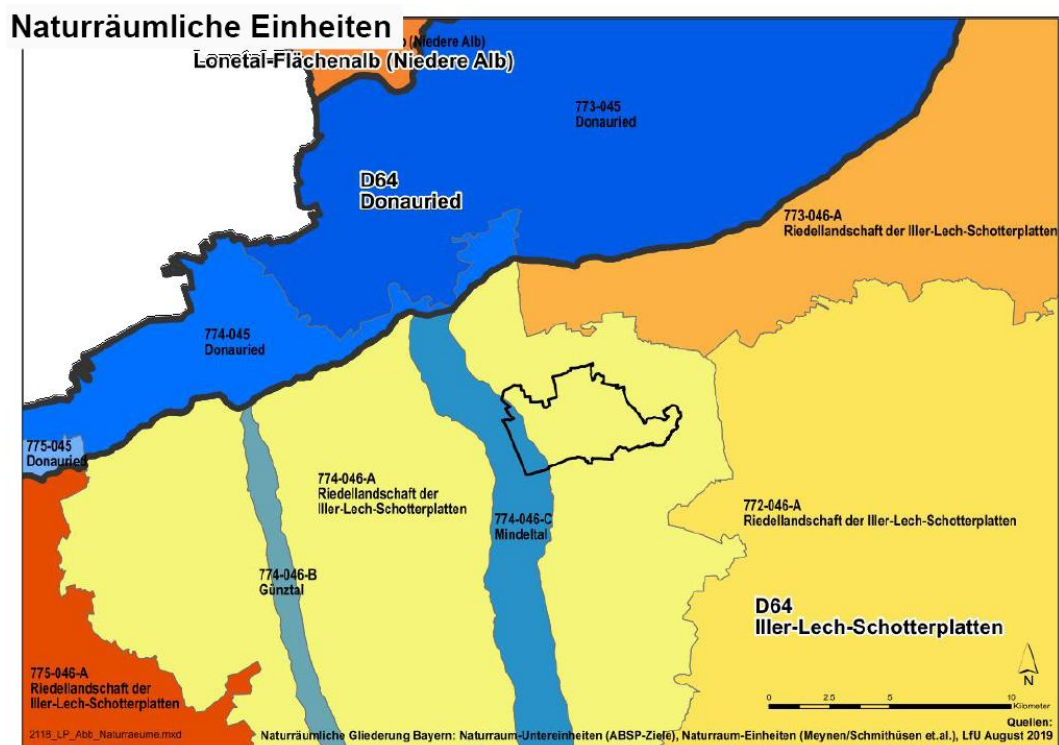 Naturräumliche Einheiten
(Niedere Alb)
Lonetal-Flächenalb (Niedere Alb)
773-045
Donauried
D64
Donauried
773-046-A
Riedellandschaft der Iller-Lech-Schotterplatten
774-045
Donauried
775-045
Donauried
774-046-A
Riedellandschaft der
Iller-Lech-Schotterplatten
772-046-A
Riedellandschaft der Iller-Lech-Schotterplatten
774-046-C
Mindeltal
774-046-B
Günztal
D64
Iller-Lech-Schotterplatten
775-046-A
Riedellandschaft der
Iller-Lech-Schotterplatten
N
0 2.5 5 10
Kilometer
Quellen:
2118_LP_Abb_Naturraeume.mxd
Naturräumliche Gliederung Bayern: Naturraum-Untereinheiten (ABSP-Ziele), Naturraum-Einheiten (Meynen/Schmithüsen et.al.), LfU August 2019